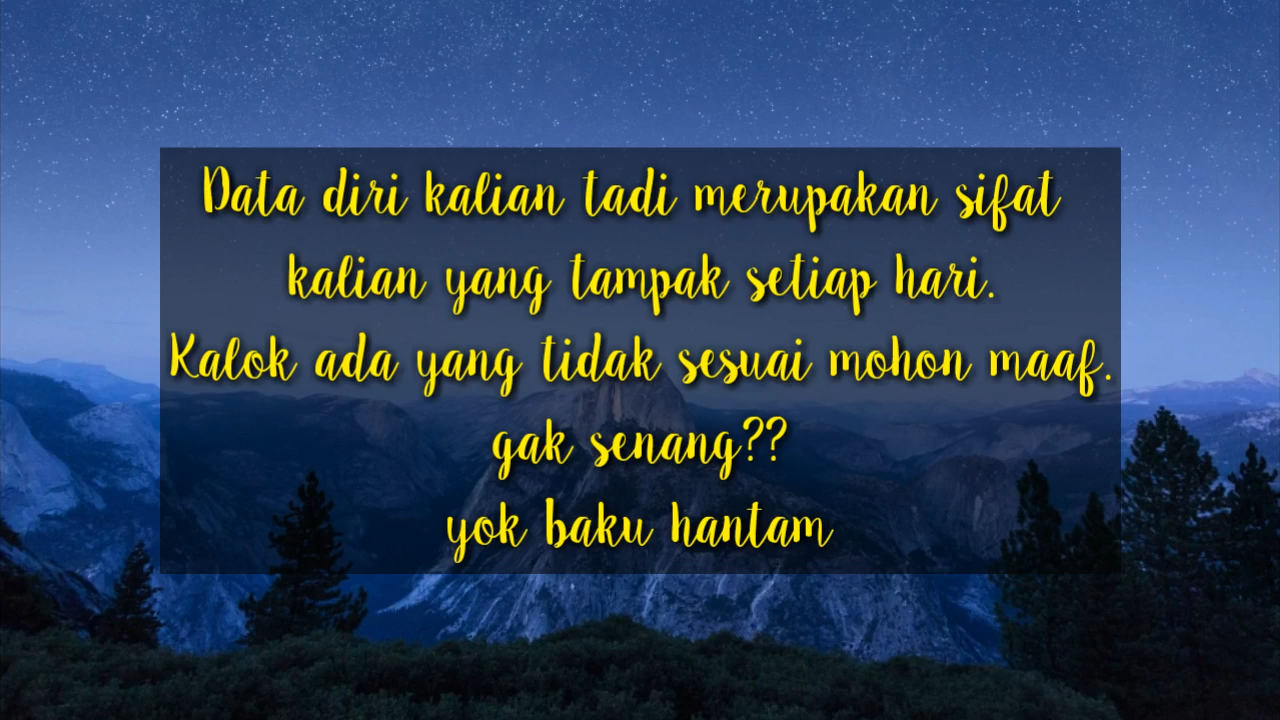 Data diri kalian tadi merupakan sifat
kalian yang tampak setiap hari.
Kalok ada yang tidak sesuai mohon maaf.
gak senang??
yok baku hantam